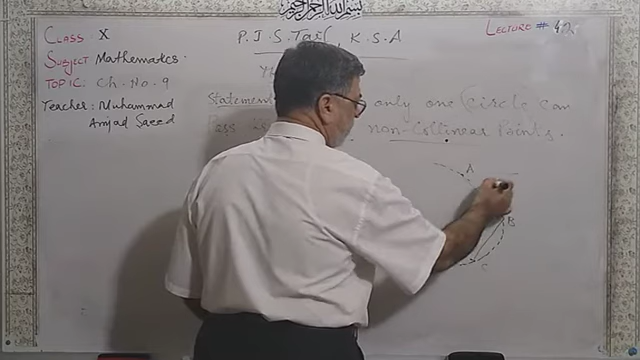 بسم الله الرحمن الرحيم
CLASS X
SUBJECT Mathematics.
TOPIC: Ch. No. 9
Teacher: Muhammad
Amjad Saeed
P.I.S. Taif, K.S.A
LECTURE #
Statement only one circle can
Pass non-collinear Points.
A
B
C